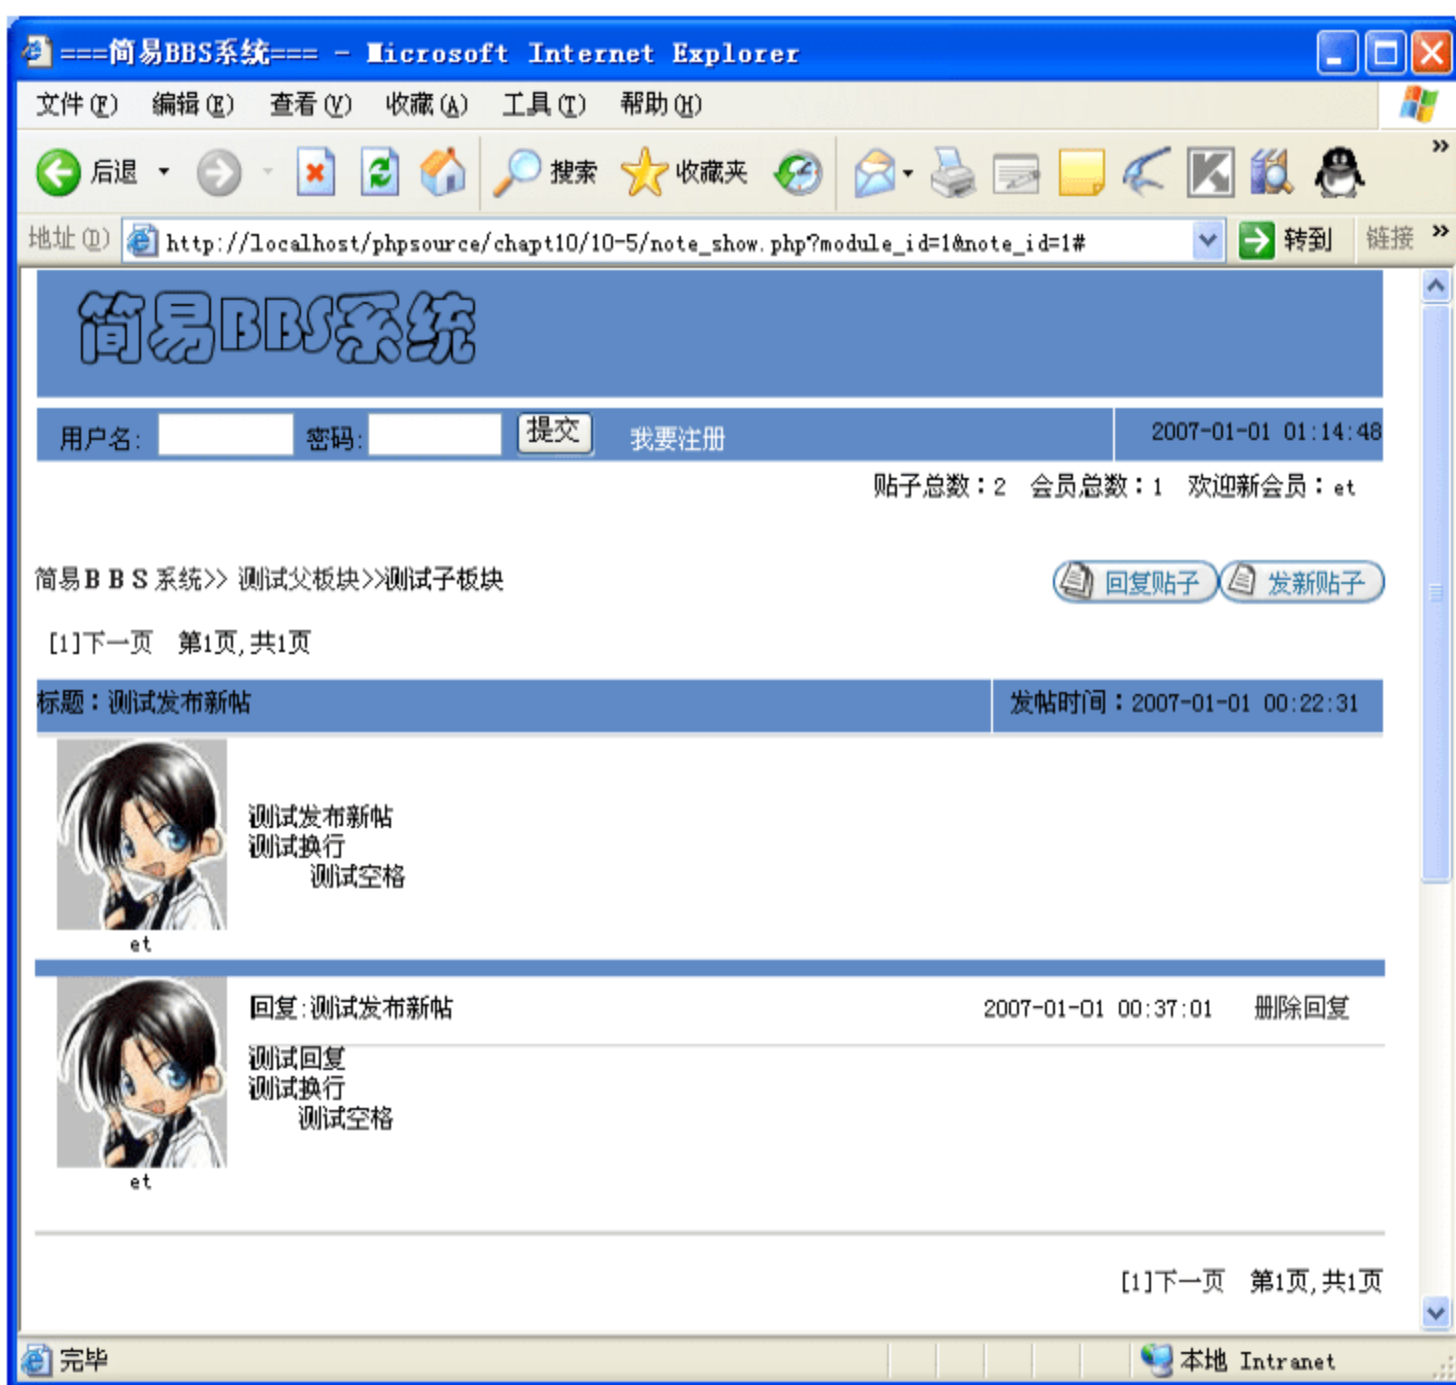 ===简易BBS系统=== - Microsoft Internet Explorer
文件(F) 编辑(E) 查看(V) 收藏(A) 工具(T) 帮助(H)
后退 搜索 收藏夹 »
地址(D) http://localhost/phpsource/chapt10/10-5/note_show.php?module_id=1&note_id=1# 转到 链接 »
简易BBS系统
用户名: 密码: 提交 我要注册 2007-01-01 01:14:48
贴子总数：2 会员总数：1 欢迎新会员：et
简易ＢＢＳ系统>> 测试父板块>>测试子板块 回复贴子 发新贴子
[1]下一页 第1页,共1页
标题：测试发布新帖 发帖时间：2007-01-01 00:22:31
测试发布新帖
测试换行
测试空格
et
回复:测试发布新帖 2007-01-01 00:37:01 删除回复
测试回复
测试换行
测试空格
et
[1]下一页 第1页,共1页
完毕 本地 Intranet